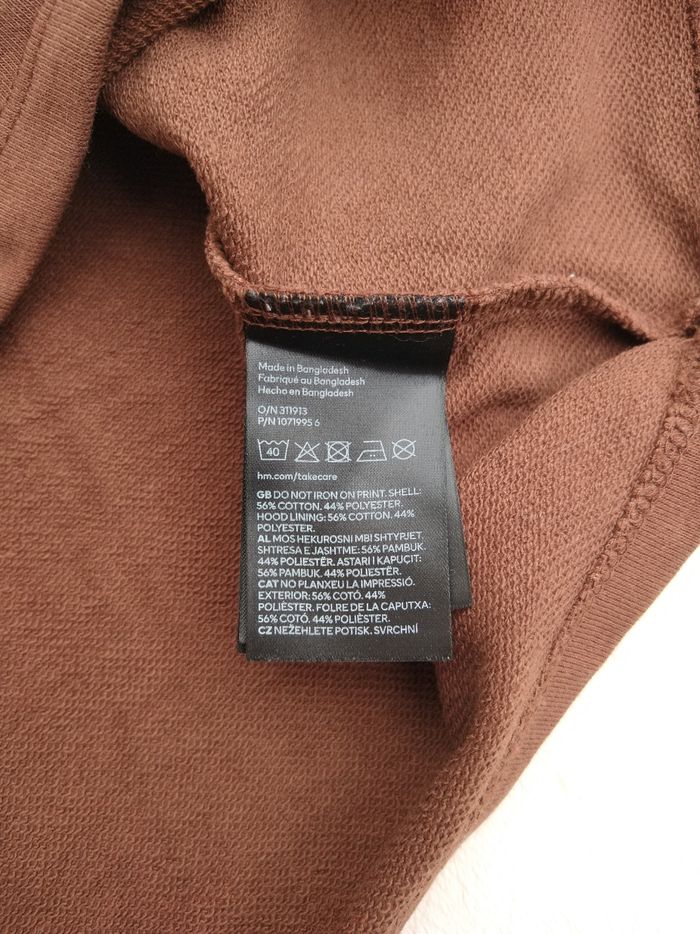 Made in Bangladesh
Fabriqué au Bangladesh
Hecho en Bangladesh
O/N 311913
P/N 1071995 6
40
hm.com/takecare
GB DO NOT IRON ON PRINT. SHELL:
56% COTTON. 44% POLYESTER.
HOOD LINING: 56% COTTON. 44%
POLYESTER.
AL MOS HEKUROSNI MBI SHTYPJET.
SHTRESA E JASHTME: 56% PAMBUK.
44% POLIESTËR. ASTARI I KAPUÇIT:
56% PAMBUK. 44% POLIESTËR.
CAT NO PLANXEU LA IMPRESSIÓ.
EXTERIOR: 56% COTÓ. 44%
POLIÈSTER. FOLRE DE LA CAPUTXA:
56% COTÓ. 44% POLIÈSTER.
CZ NEŽEHLETE POTISK. SVRCHNÍ